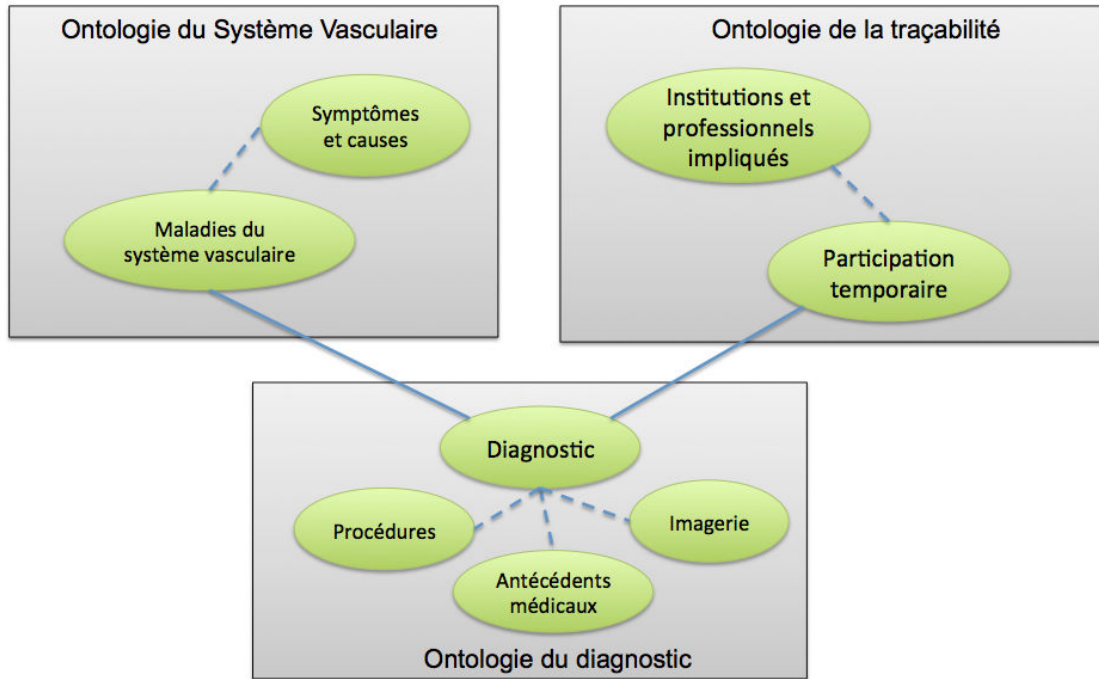 Ontologie du Système Vasculaire
Symptômes
et causes
Maladies du
système vasculaire
Ontologie de la traçabilité
Institutions et
professionnels
impliqués
Participation
temporaire
Diagnostic
Procédures
Imagerie
Antécédents
médicaux
Ontologie du diagnostic